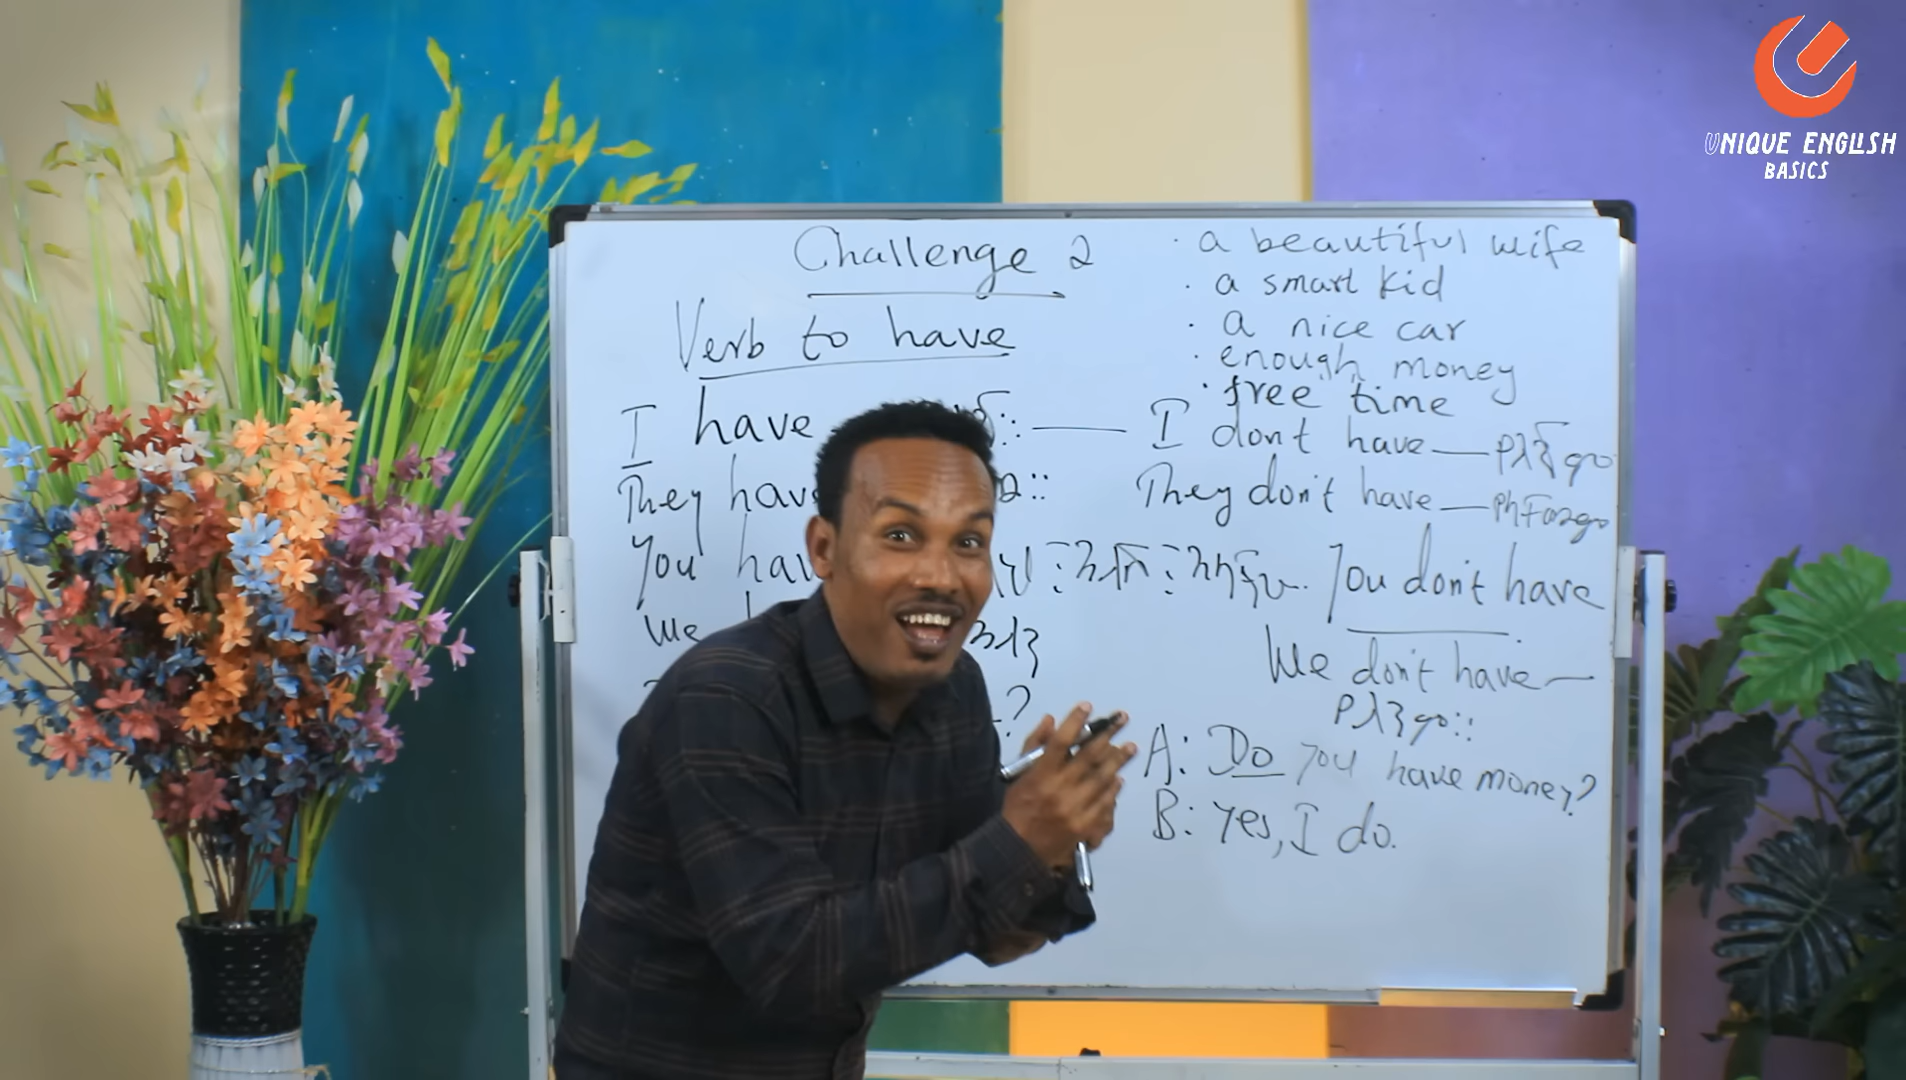 UNIQUE ENGLISH
BASICS
Challenge 2
Verb to have
• a beautiful wife
• a smart kid
• a nice car
• enough money
• free time
I have
I don't have — የለኝም
They have
They don't have — የላቸውም
You have
You don't have
We
We don't have —
የለንም።
A: Do you have money?
B: Yes, I do.